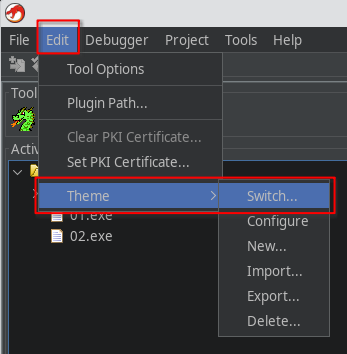 File Edit Debugger Project Tools Help
Tool Options
Tool
Plugin Path...
Clear PKI Certificate...
Activ
Set PKI Certificate...
Theme
Switch...
01.exe
Configure
02.exe
New...
Import...
Export...
Delete...